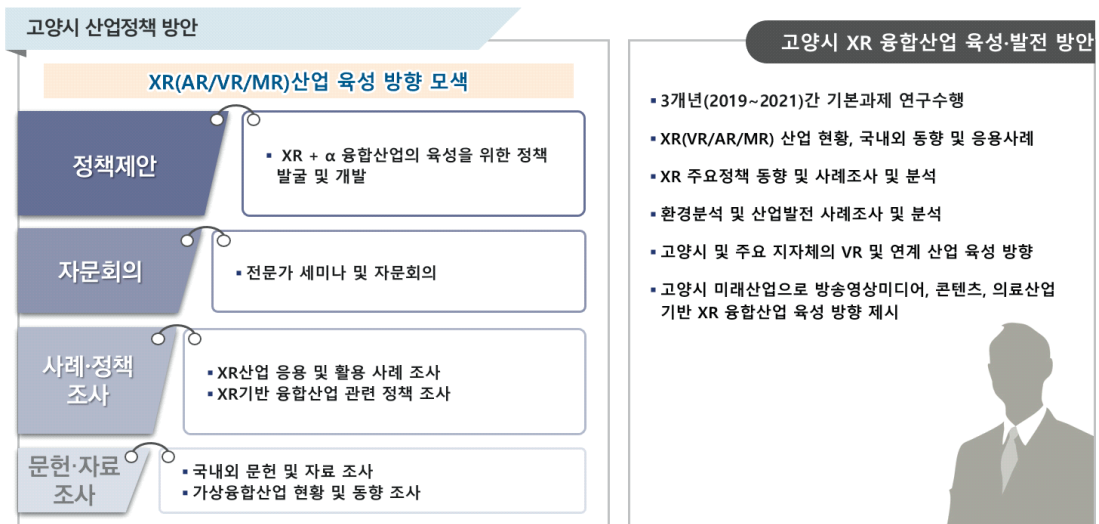 고양시 산업정책 방안
XR(AR/VR/MR)산업 육성 방향 모색
정책제안
▪ XR + α 융합산업의 육성을 위한 정책
발굴 및 개발
자문회의
▪ 전문가 세미나 및 자문회의
사례·정책
조사
▪ XR산업 응용 및 활용 사례 조사
▪ XR기반 융합산업 관련 정책 조사
문헌·자료
조사
▪ 국내외 문헌 및 자료 조사
▪ 가상융합산업 현황 및 동향 조사
고양시 XR 융합산업 육성·발전 방안
▪ 3개년(2019~2021)간 기본과제 연구수행
▪ XR(VR/AR/MR) 산업 현황, 국내외 동향 및 응용사례
▪ XR 주요정책 동향 및 사례조사 및 분석
▪ 환경분석 및 산업발전 사례조사 및 분석
▪ 고양시 및 주요 지자체의 VR 및 연계 산업 육성 방향
▪ 고양시 미래산업으로 방송영상미디어, 콘텐츠, 의료산업
기반 XR 융합산업 육성 방향 제시